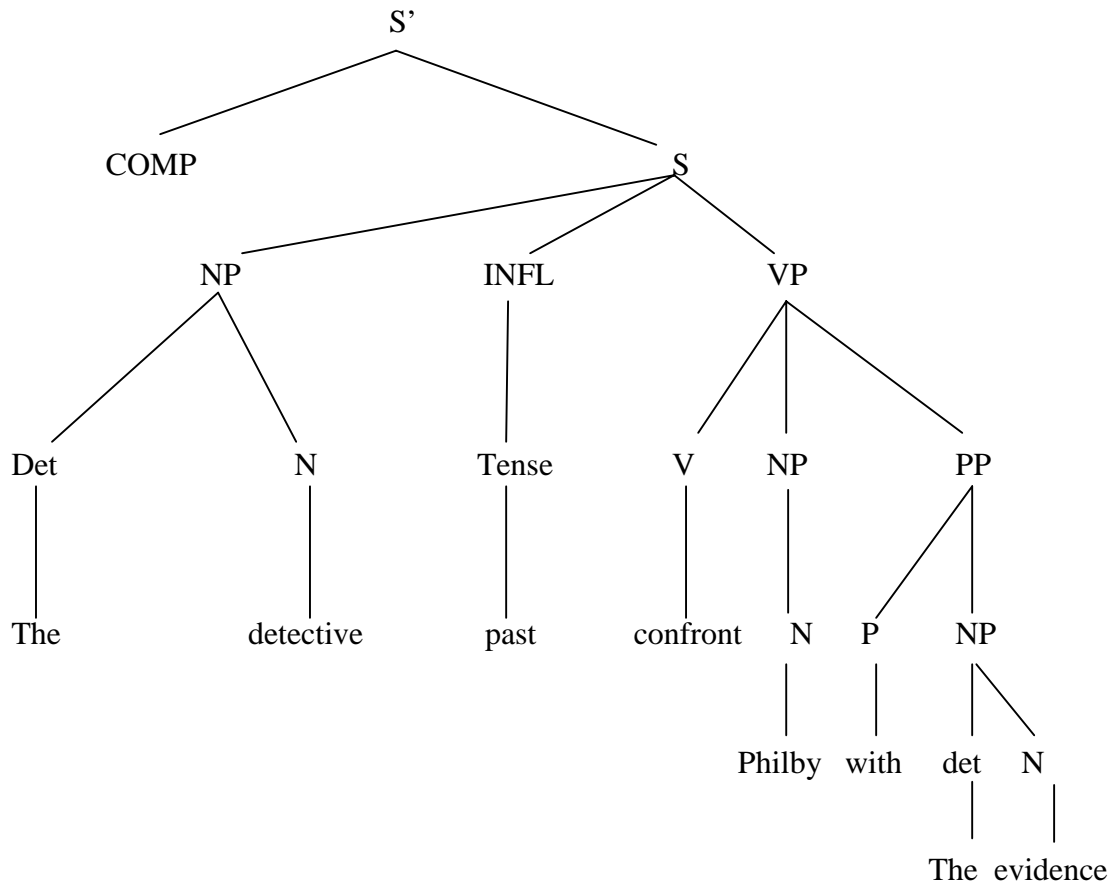 S’
COMP S
NP INFL VP
Det N Tense V NP PP
The detective past confront N P NP
Philby with det N
The evidence